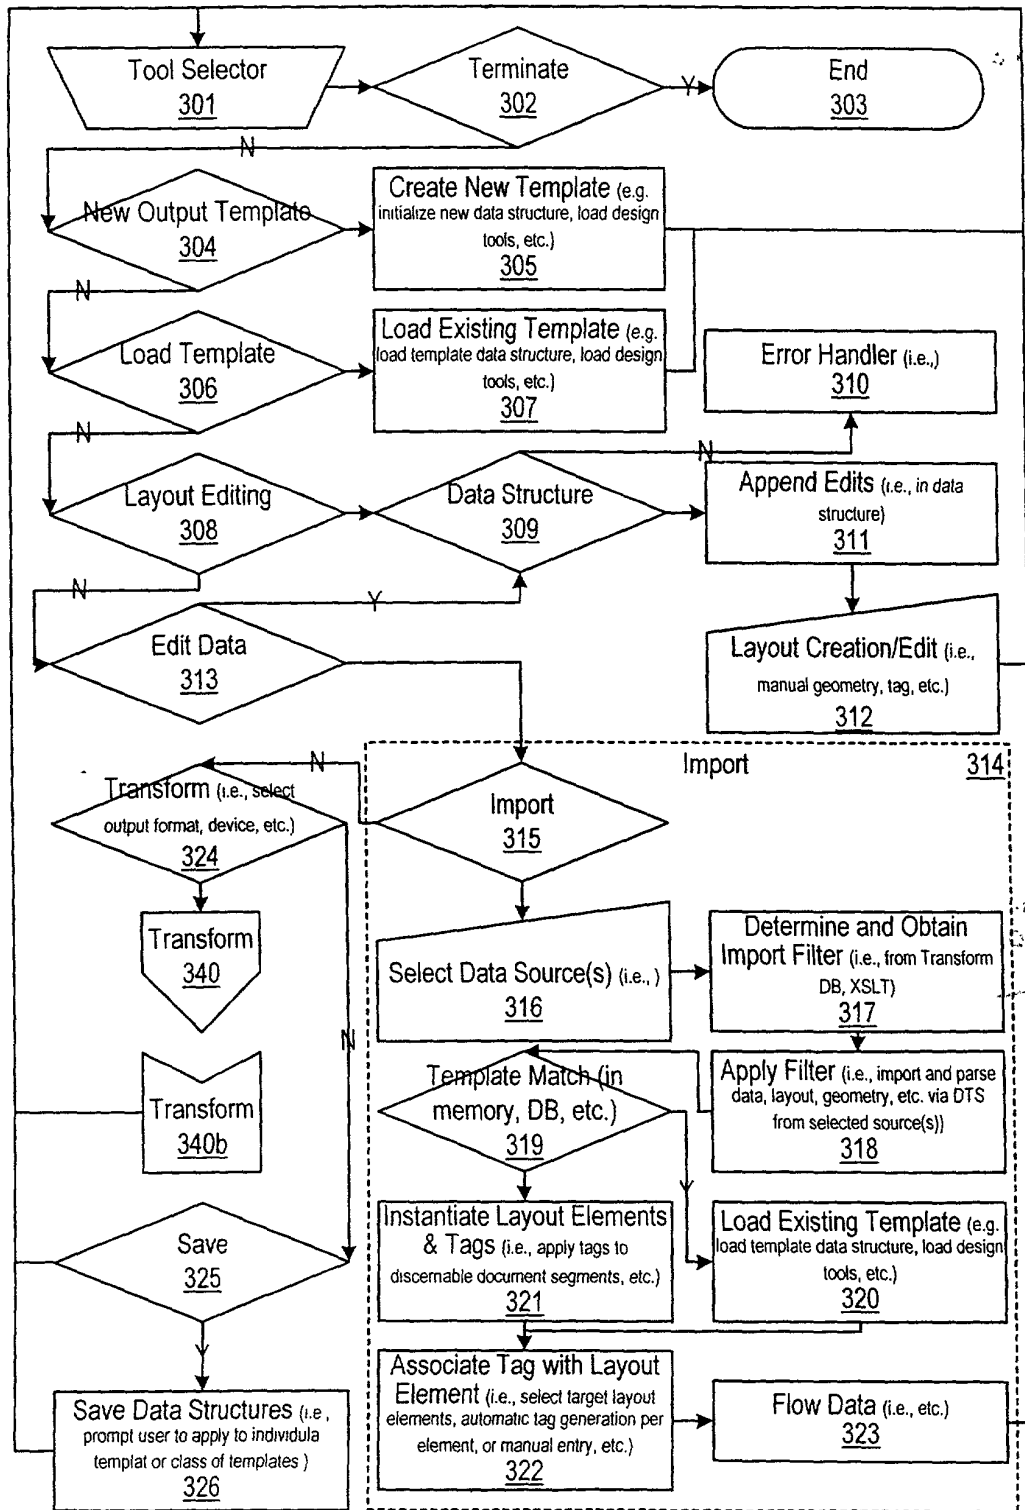 Tool Selector
301
Terminate
302
Y
End
303
N
New Output Template
304
Create New Template (e.g.
initialize new data structure, load design
tools, etc.)
305
N
Load Template
306
Load Existing Template (e.g.
load template data structure, load design
tools, etc.)
307
Error Handler (i.e.,)
310
N
Layout Editing
308
Data Structure
309
N
Append Edits (i.e., in data
structure)
311
N
Y
Edit Data
313
Layout Creation/Edit (i.e.,
manual geometry, tag, etc.)
312
Import
314
N
Transform (i.e., select
output format, device, etc.)
324
Import
315
Transform
340
Select Data Source(s) (i.e., )
316
Determine and Obtain
Import Filter (i.e., from Transform
DB, XSLT)
317
N
Transform
340b
Template Match (in
memory, DB, etc.)
319
Apply Filter (i.e., import and parse
data, layout, geometry, etc. via DTS
from selected source(s))
318
Y
Save
325
Instantiate Layout Elements
& Tags (i.e., apply tags to
discernable document segments, etc.)
321
Load Existing Template (e.g.
load template data structure, load design
tools, etc.)
320
Y
Save Data Structures (i.e.,
prompt user to apply to individula
templat or class of templates )
326
Associate Tag with Layout
Element (i.e., select target layout
elements, automatic tag generation per
element, or manual entry, etc.)
322
Flow Data (i.e., etc.)
323